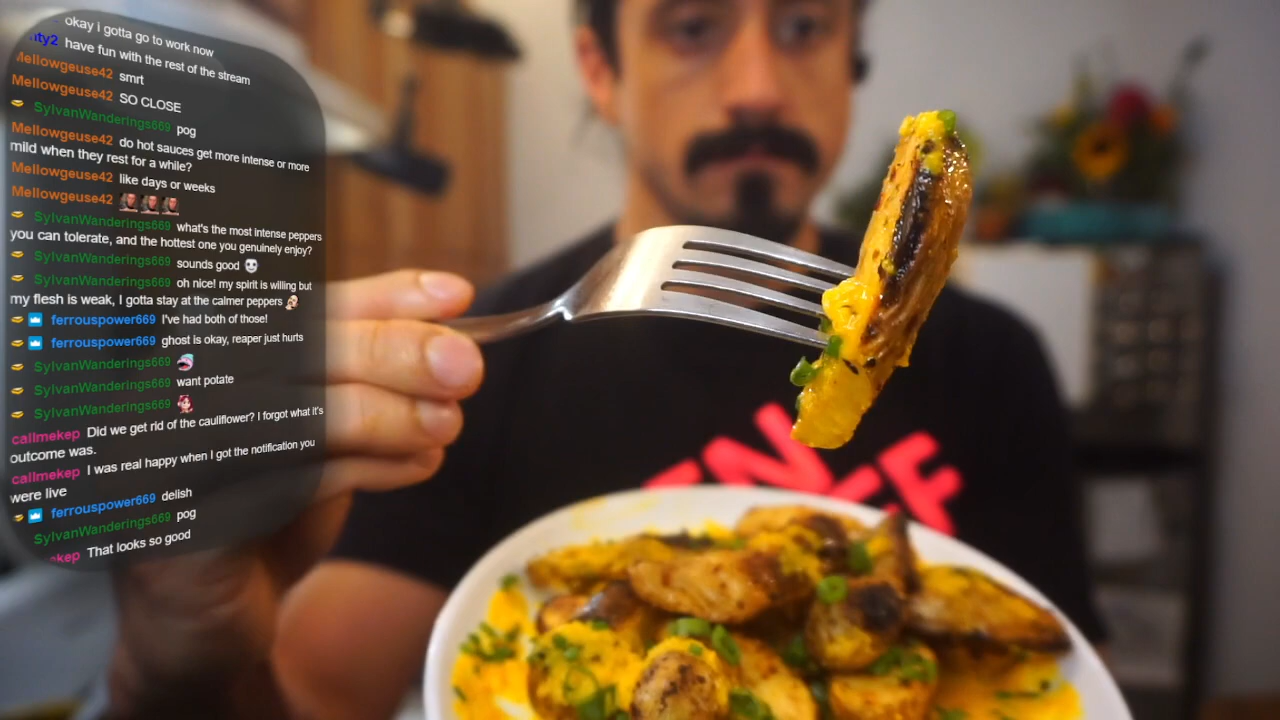 okay i gotta go to work now
ity2 have fun with the rest of the stream
Mellowgeuse42 smrt
Mellowgeuse42 SO CLOSE
SylvanWanderings669 pog
Mellowgeuse42 do hot sauces get more intense or more
mild when they rest for a while?
Mellowgeuse42 like days or weeks
Mellowgeuse42
SylvanWanderings669 what's the most intense peppers
you can tolerate, and the hottest one you genuinely enjoy?
SylvanWanderings669 sounds good
SylvanWanderings669 oh nice! my spirit is willing but
my flesh is weak, I gotta stay at the calmer peppers
ferrouspower669 I've had both of those!
ferrouspower669 ghost is okay, reaper just hurts
SylvanWanderings669
SylvanWanderings669 want potate
SylvanWanderings669
callmekep Did we get rid of the cauliflower? I forgot what it's
outcome was.
callmekep I was real happy when I got the notification you
were live
ferrouspower669 delish
SylvanWanderings669 pog
kep That looks so good